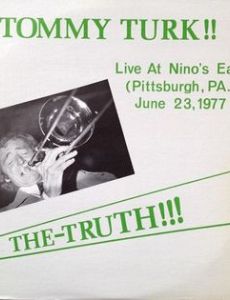 TOMMY TURK!!
Live At Nino's Ea
(Pittsburgh, PA.
June 23,1977
THE-TRUTH!!!